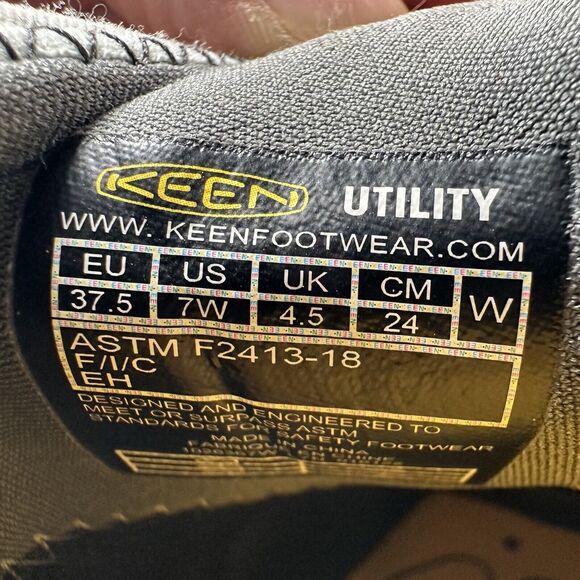 KEEN UTILITY
WWW. KEENFOOTWEAR.COM
EU US UK CM W
37.5 7W 4.5 24
ASTM F2413-18
F/I/C
EH
DESIGNED AND ENGINEERED TO
MEET OR SURPASS ASTM
STANDARDS FOR
SAFETY FOOTWEAR
MADE
CHINA